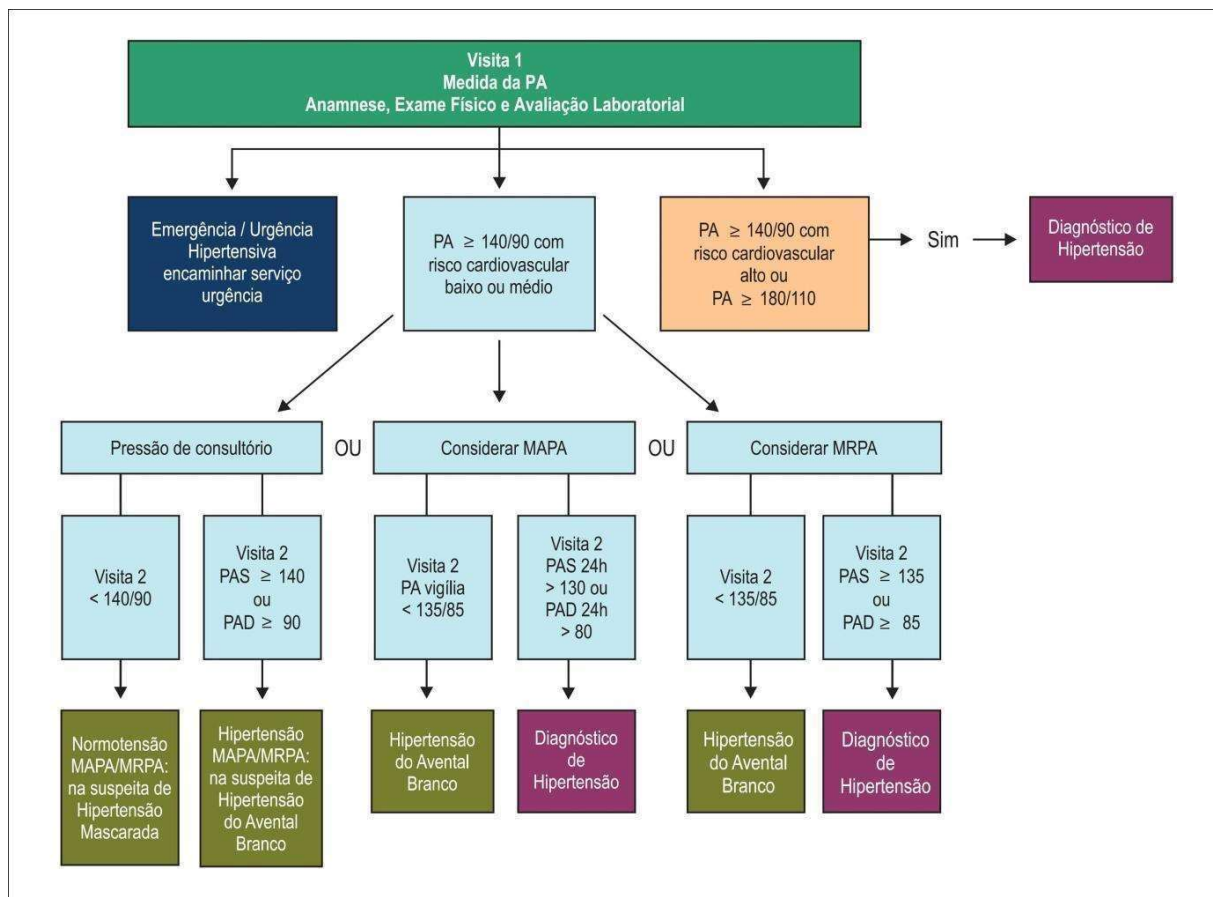 Visita 1
Medida da PA
Anamnese, Exame Físico e Avaliação Laboratorial
Emergência / Urgência
Hipertensiva
encaminhar serviço
urgência
PA ≥ 140/90 com
risco cardiovascular
baixo ou médio
PA ≥ 140/90 com
risco cardiovascular
alto ou
PA ≥ 180/110
Sim
Diagnóstico de
Hipertensão
Pressão de consultório
OU
Considerar MAPA
OU
Considerar MRPA
Visita 2
< 140/90
Visita 2
PAS ≥ 140
ou
PAD ≥ 90
Visita 2
PA vigília
< 135/85
Visita 2
PAS 24h
> 130 ou
PAD 24h
> 80
Visita 2
< 135/85
Visita 2
PAS ≥ 135
ou
PAD ≥ 85
Normotensão
MAPA/MRPA:
na suspeita de
Hipertensão
Mascarada
Hipertensão
MAPA/MRPA:
na suspeita de
Hipertensão
do Avental
Branco
Hipertensão
do Avental
Branco
Diagnóstico
de
Hipertensão
Hipertensão
do Avental
Branco
Diagnóstico
de
Hipertensão